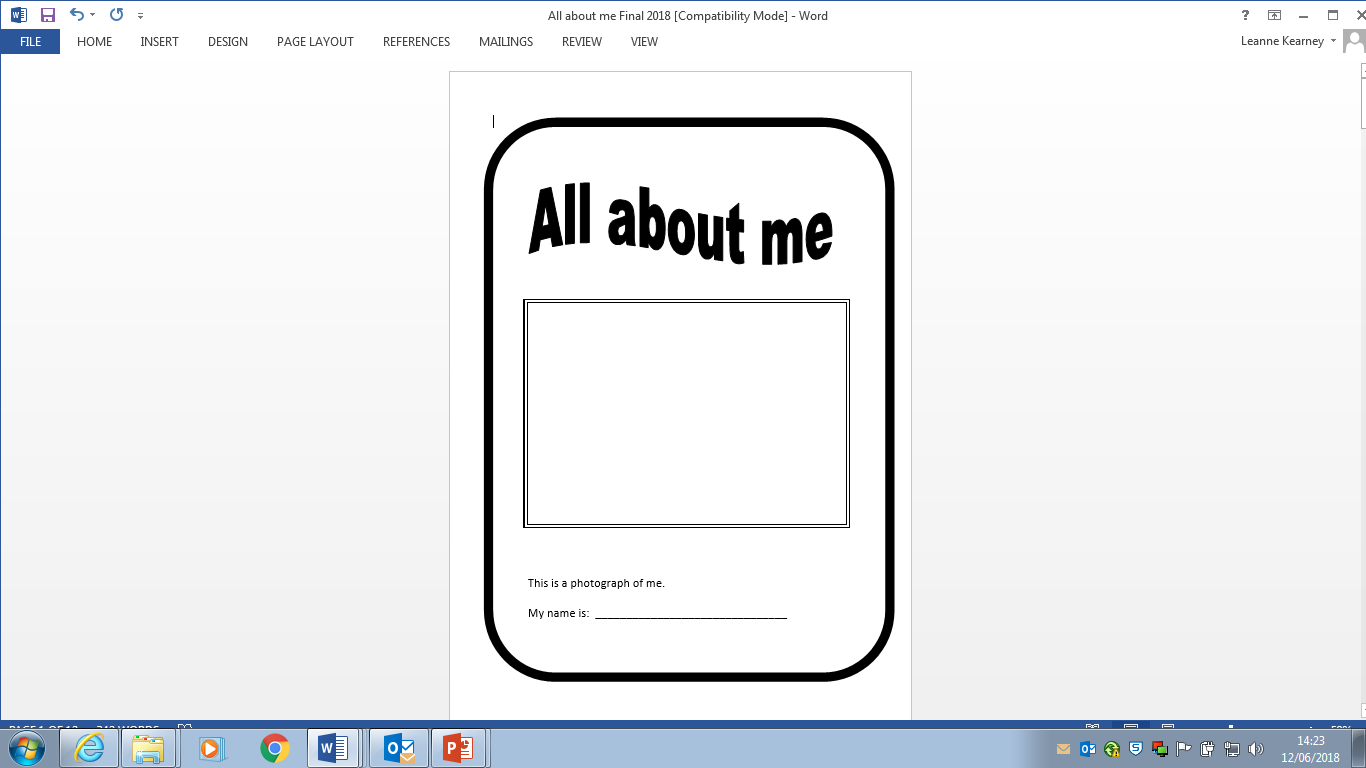 All about me Final 2018 [Compatibility Mode] - Word
?
FILE HOME INSERT DESIGN PAGE LAYOUT REFERENCES MAILINGS REVIEW VIEW
Leanne Kearney
All about me
This is a photograph of me.
My name is: ________________________________
14:23
12/06/2018